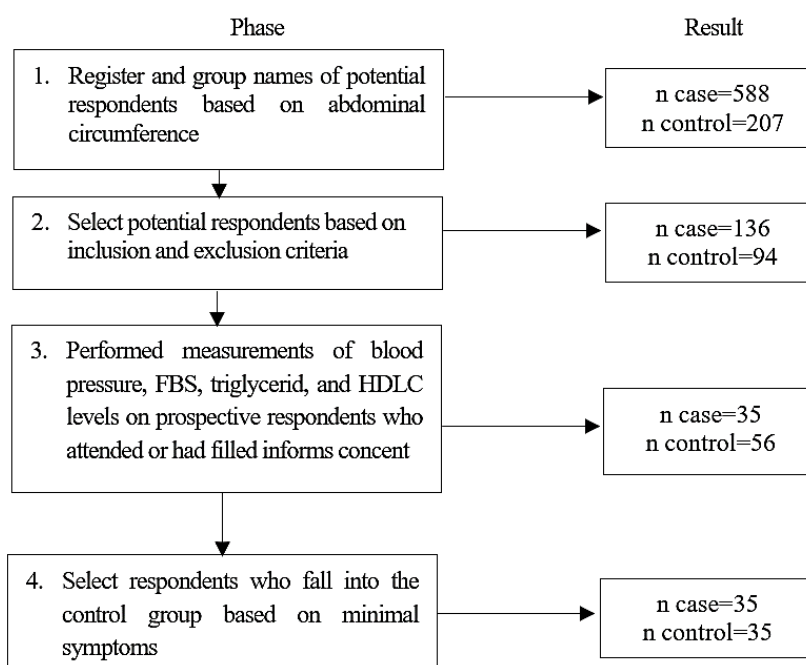 Phase
Result
1. Register and group names of potential
respondents based on abdominal
circumference
n case=588
n control=207
2. Select potential respondents based on
inclusion and exclusion criteria
n case=136
n control=94
3. Performed measurements of blood
pressure, FBS, triglycerid, and HDLC
levels on prospective respondents who
attended or had filled informs concent
n case=35
n control=56
4. Select respondents who fall into the
control group based on minimal
symptoms
n case=35
n control=35